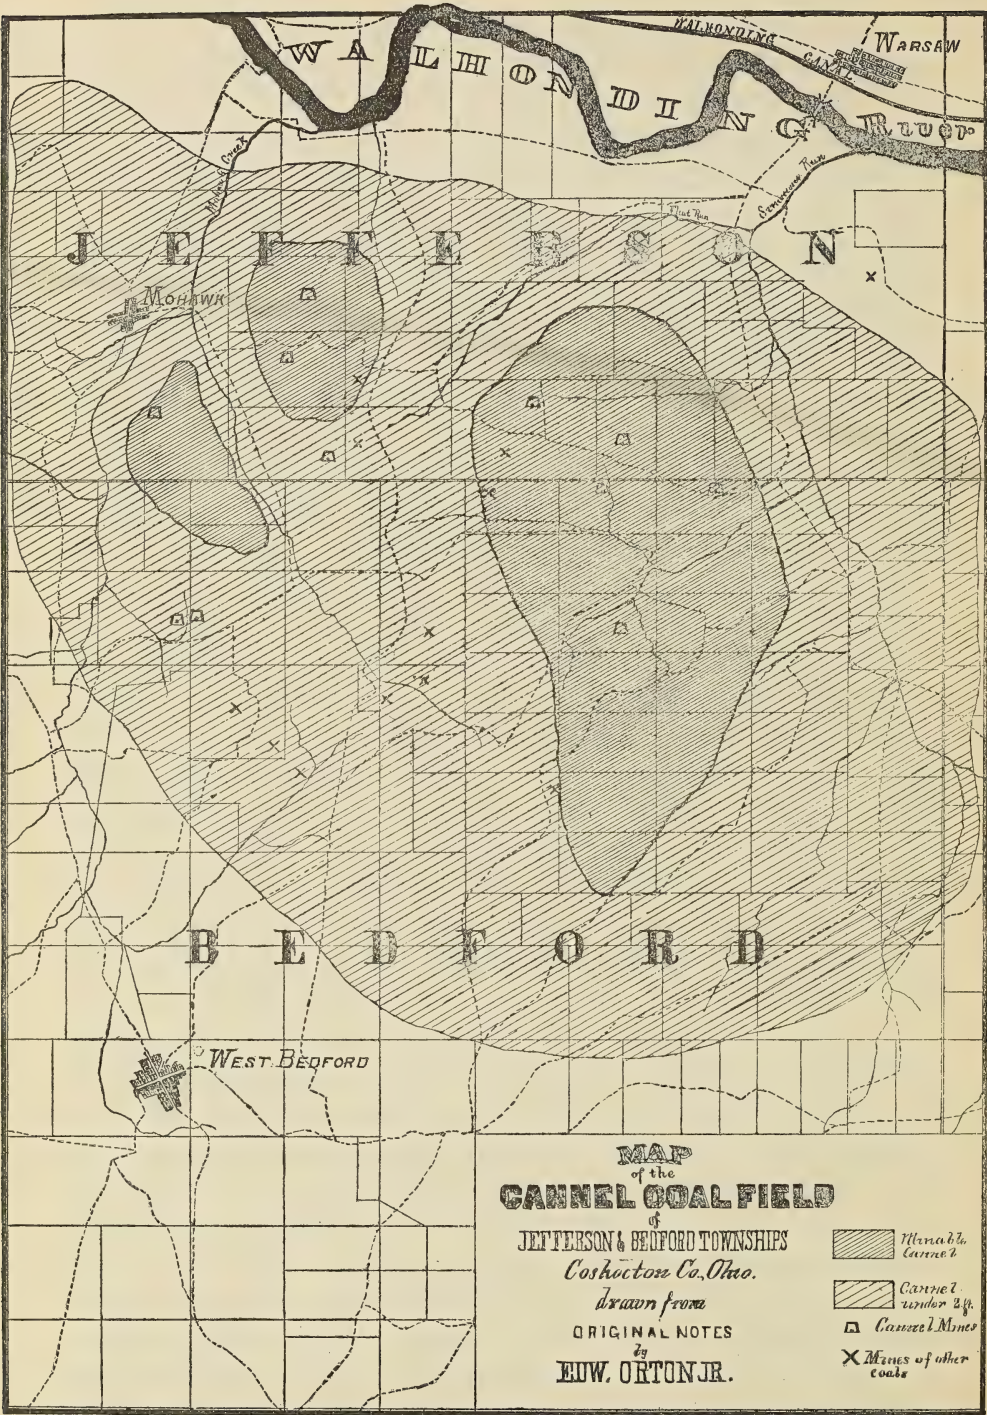 WALHONDING River
WALHONDING CANAL
WARSAW
Mohawk Creek
Simmons Run
Flint Run
JEFFERSON
MOHAWK
BEDFORD
WEST BEDFORD
MAP
of the
CANNEL COAL FIELD
of
JEFFERSON & BEDFORD TOWNSHIPS
Coshocton Co., Ohio.
drawn from
ORIGINAL NOTES
by
EDW. ORTON JR.
Minable
Cannel
Cannel
under 2 ft.
Cannel Mines
Mines of other
coals